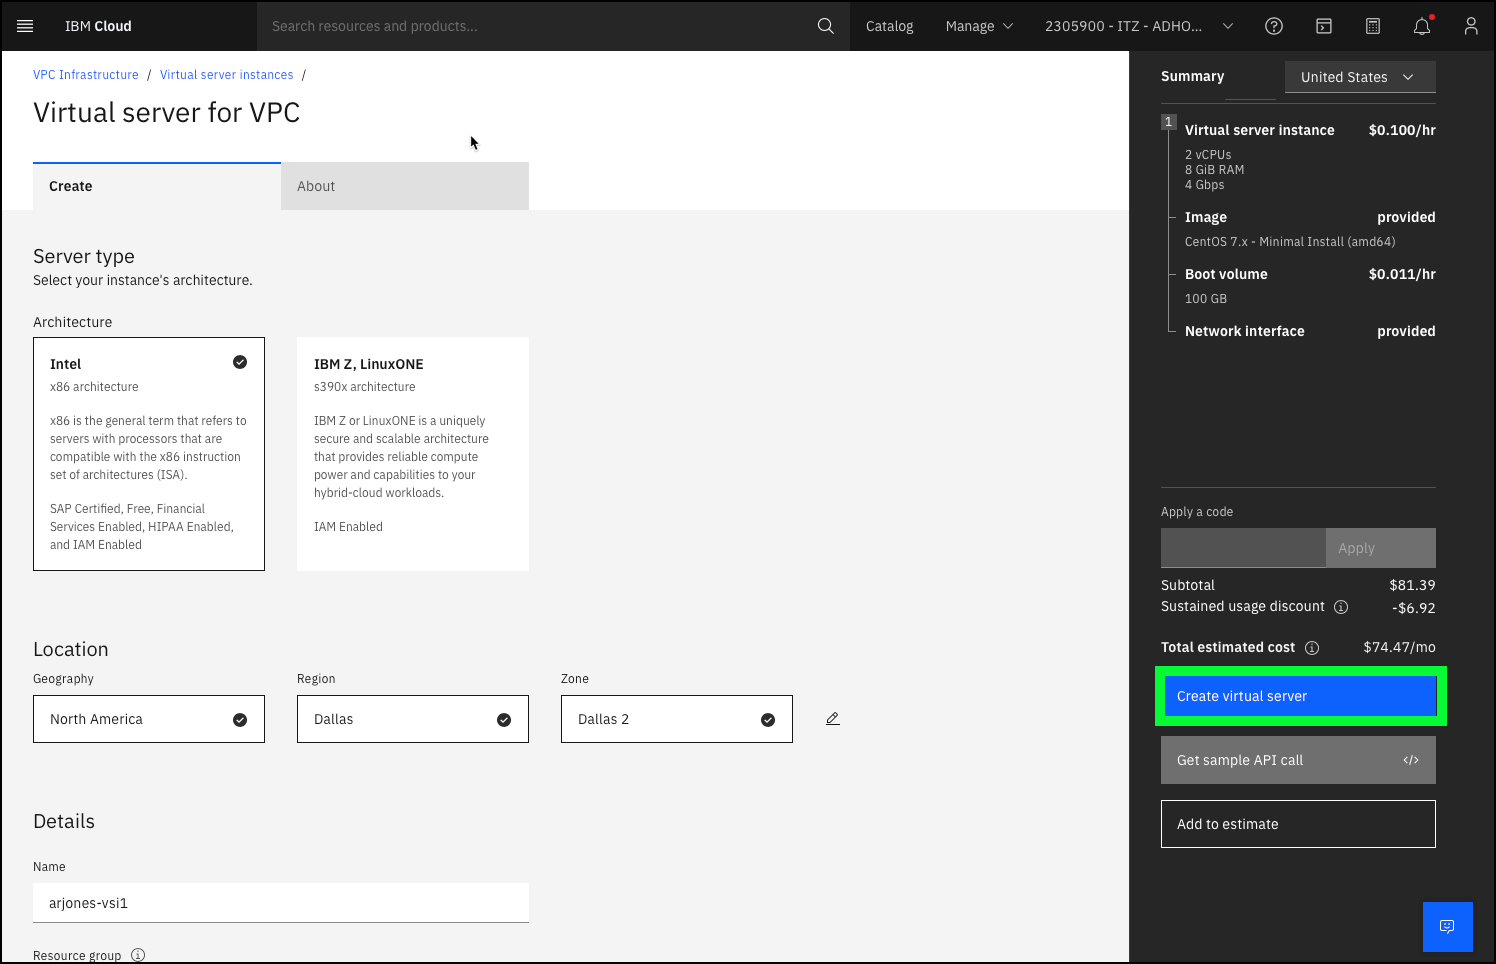 IBM Cloud
Search resources and products...
Catalog
Manage
2305900 - ITZ - ADHO...
VPC Infrastructure / Virtual server instances /
Virtual server for VPC
Create
About
Server type
Select your instance's architecture.
Architecture
Intel
x86 architecture
x86 is the general term that refers to
servers with processors that are
compatible with the x86 instruction
set of architectures (ISA).
SAP Certified, Free, Financial
Services Enabled, HIPAA Enabled,
and IAM Enabled
IBM Z, LinuxONE
s390x architecture
IBM Z or LinuxONE is a uniquely
secure and scalable architecture
that provides reliable compute
power and capabilities to your
hybrid-cloud workloads.
IAM Enabled
Location
Geography
North America
Region
Dallas
Zone
Dallas 2
Details
Name
arjones-vsi1
Resource group
Summary
United States
1
Virtual server instance $0.100/hr
2 vCPUs
8 GiB RAM
4 Gbps
Image provided
CentOS 7.x - Minimal Install (amd64)
Boot volume $0.011/hr
100 GB
Network interface provided
Apply a code
Apply
Subtotal $81.39
Sustained usage discount -$6.92
Total estimated cost $74.47/mo
Create virtual server
Get sample API call </>
Add to estimate